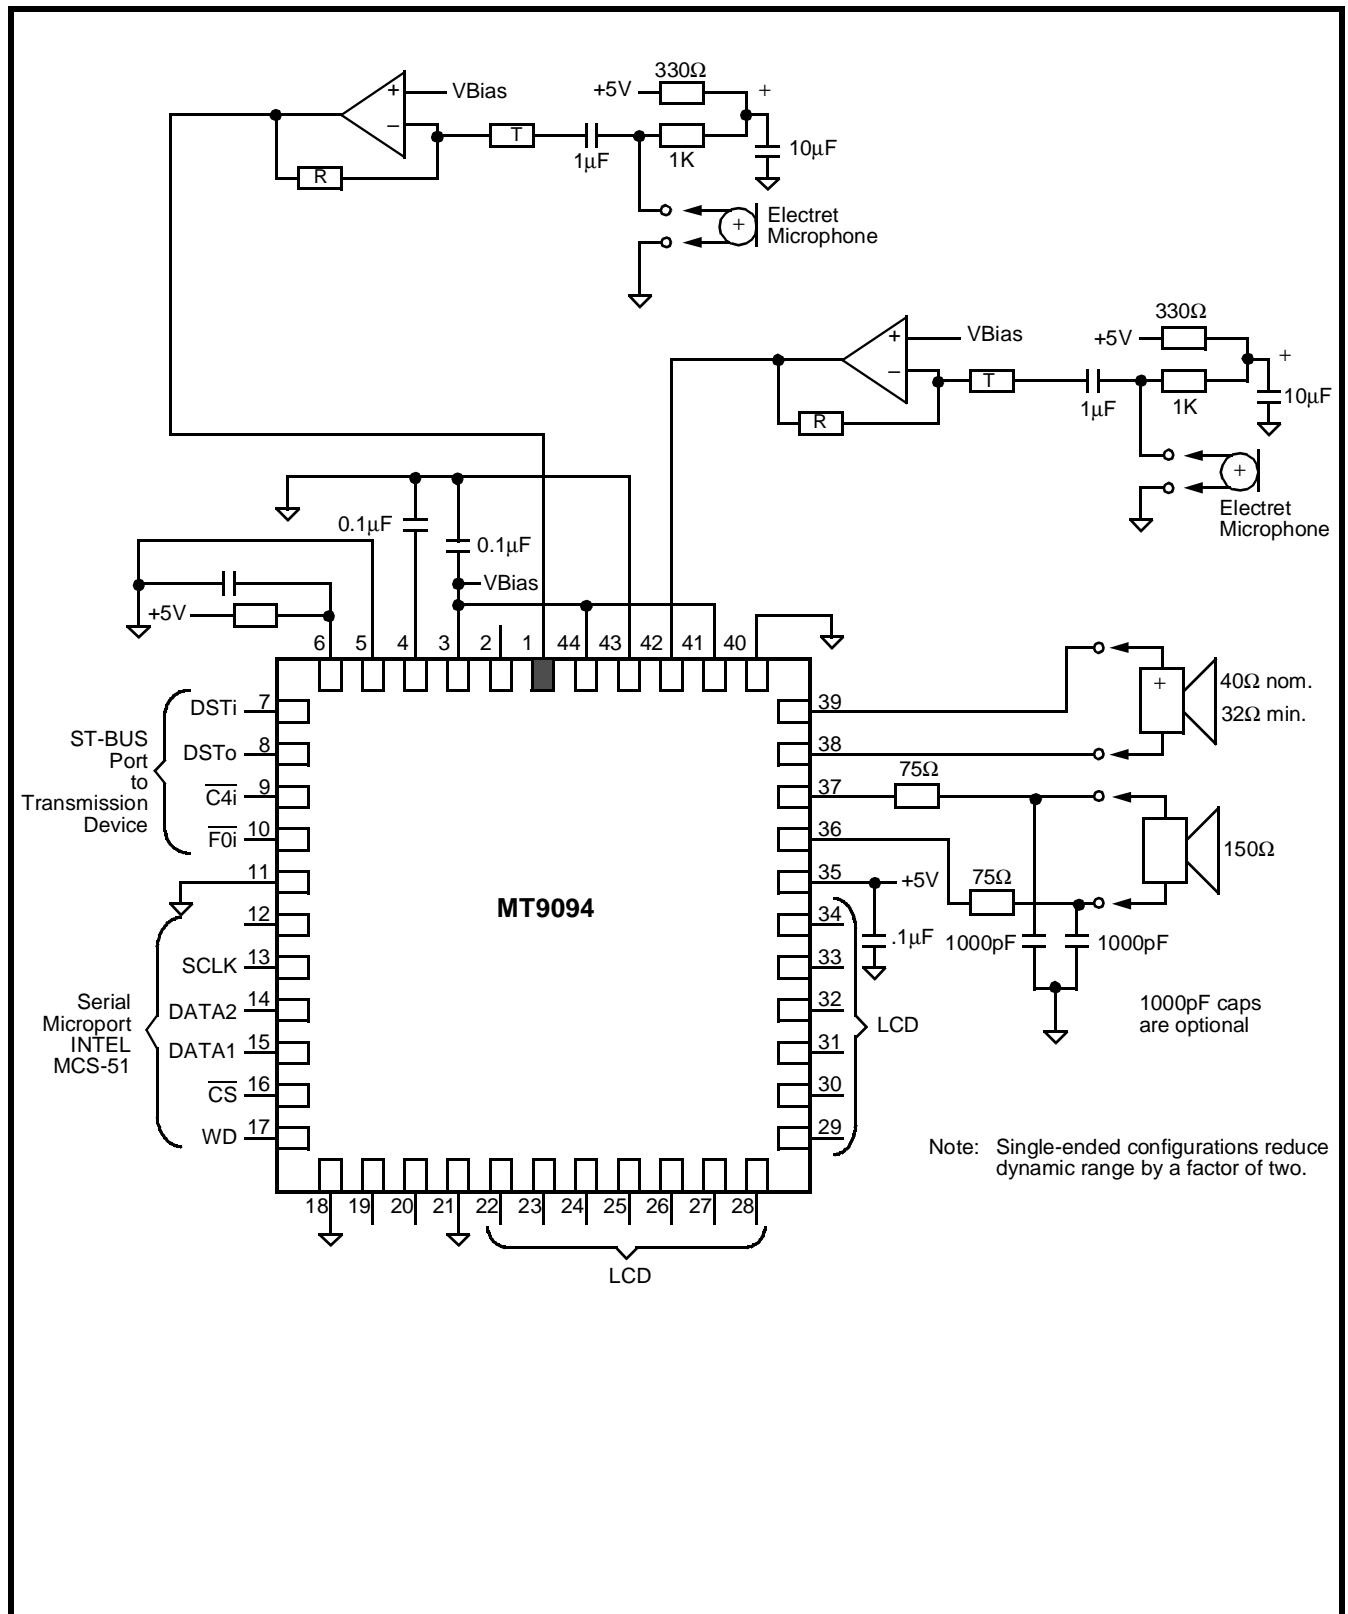 330Ω
+5V
+
+
VBias
−
T
1μF
1K
10μF
R
+
Electret
Microphone
330Ω
+5V
+
+
VBias
−
T
1μF
1K
10μF
R
+
Electret
Microphone
0.1μF
0.1μF
VBias
+5V
6
5
4
3
2
1
44
43
42
41
40
ST-BUS
Port
to
Transmission
Device
DSTi 7
DSTo 8
C̅4̅i̅ 9
F̅0̅i̅ 10
11
12
SCLK 13
DATA2 14
DATA1 15
C̅S̅ 16
WD 17
Serial
Microport
INTEL
MCS-51
MT9094
39
38
37
36
35
34
33
32
31
30
29
+
40Ω nom.
32Ω min.
75Ω
75Ω
150Ω
+5V
.1μF
1000pF
1000pF
LCD
1000pF caps
are optional
Note: Single-ended configurations reduce
dynamic range by a factor of two.
18
19
20
21
22
23
24
25
26
27
28
LCD